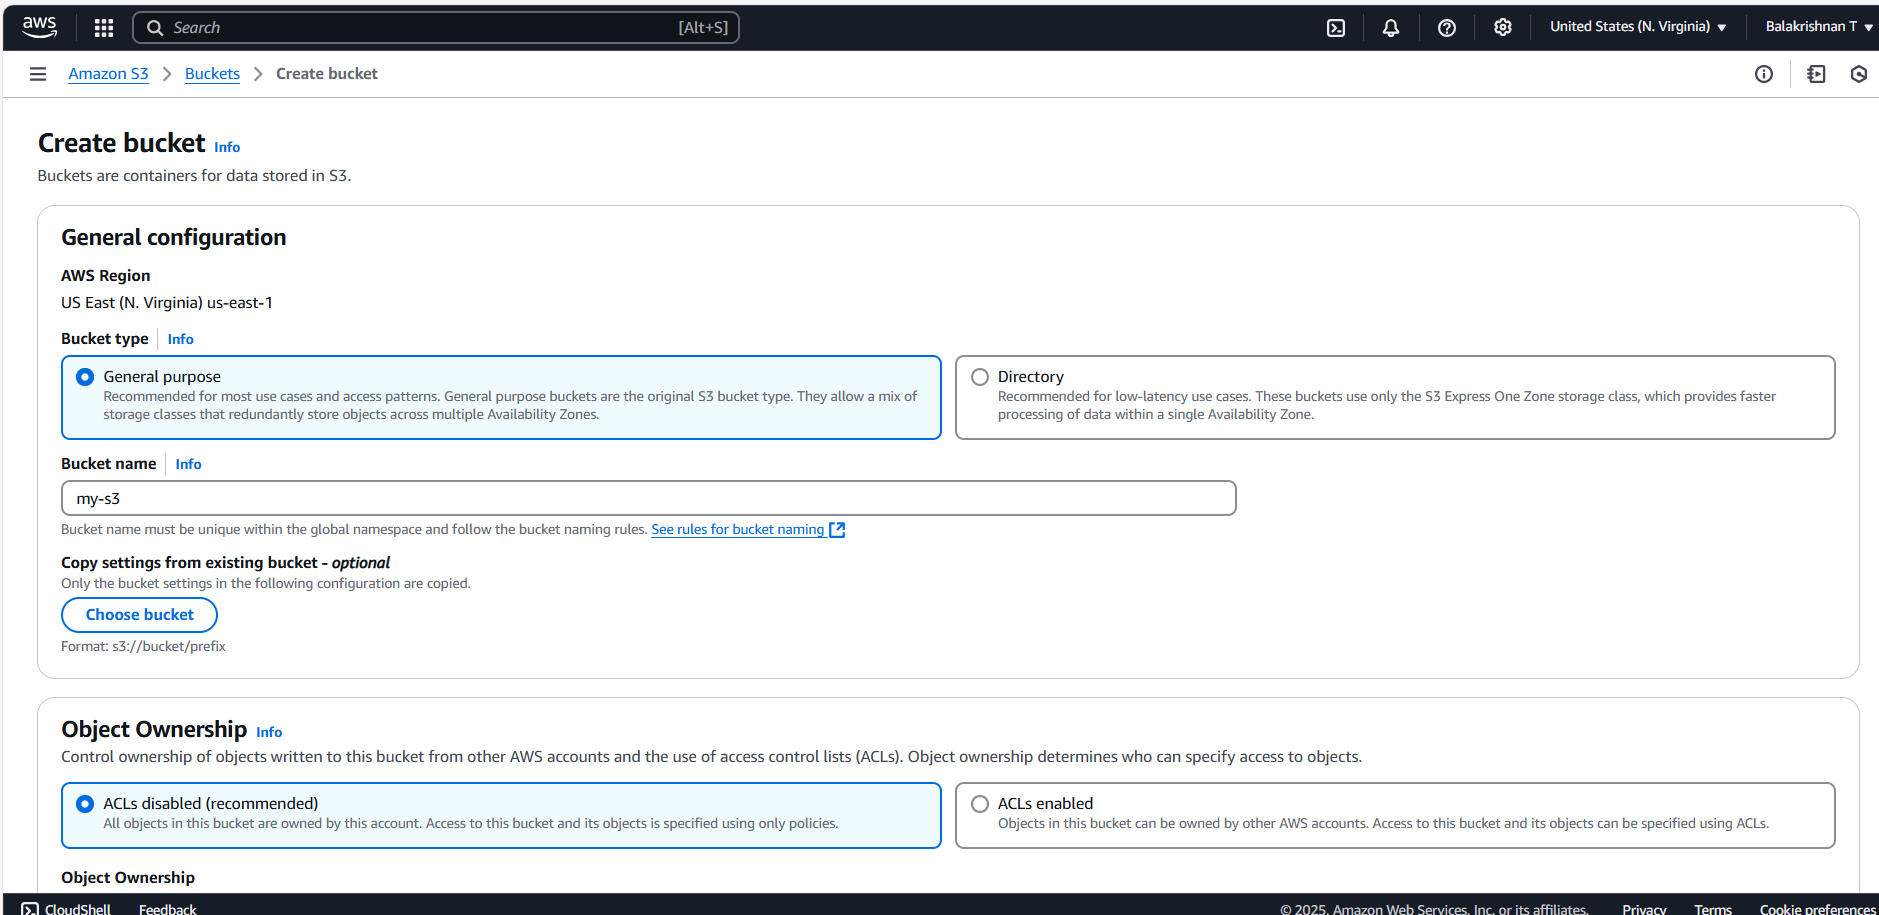 aws
Search [Alt+S]
United States (N. Virginia)
Balakrishnan T
Amazon S3 > Buckets > Create bucket
Create bucket Info
Buckets are containers for data stored in S3.
General configuration
AWS Region
US East (N. Virginia) us-east-1
Bucket type Info
General purpose
Recommended for most use cases and access patterns. General purpose buckets are the original S3 bucket type. They allow a mix of
storage classes that redundantly store objects across multiple Availability Zones.
Directory
Recommended for low-latency use cases. These buckets use only the S3 Express One Zone storage class, which provides faster
processing of data within a single Availability Zone.
Bucket name Info
my-s3
Bucket name must be unique within the global namespace and follow the bucket naming rules. See rules for bucket naming
Copy settings from existing bucket - optional
Only the bucket settings in the following configuration are copied.
Choose bucket
Format: s3://bucket/prefix
Object Ownership Info
Control ownership of objects written to this bucket from other AWS accounts and the use of access control lists (ACLs). Object ownership determines who can specify access to objects.
ACLs disabled (recommended)
All objects in this bucket are owned by this account. Access to this bucket and its objects is specified using only policies.
ACLs enabled
Objects in this bucket can be owned by other AWS accounts. Access to this bucket and its objects can be specified using ACLs.
Object Ownership
CloudShell Feedback © 2025, Amazon Web Services, Inc. or its affiliates. Privacy Terms Cookie preferences